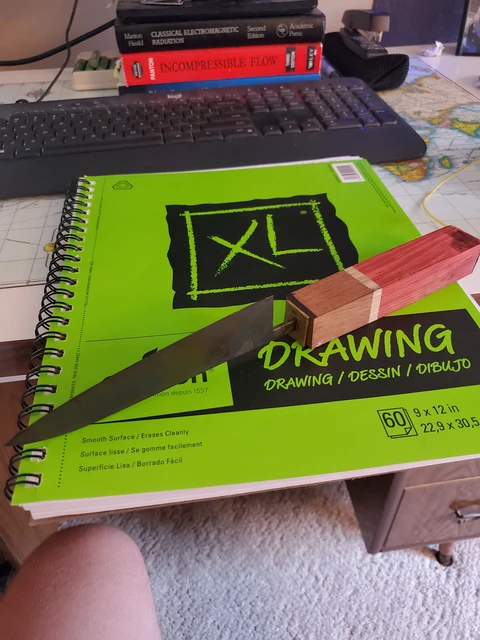 Marion
Heald
CLASSICAL ELECTROMAGNETIC
RADIATION
Second
Edition
Academic
Press
PANTON
INCOMPRESSIBLE FLOW
WILEY
XL
DRAWING
DRAWING / DESSIN / DIBUJO
depuis 1557
60
9 x 12 in
22,9 x 30,5
Smooth Surface / Erases Cleanly
Surface lisse / Se gomme facilement
Superficie Lisa / Borrado Fácil